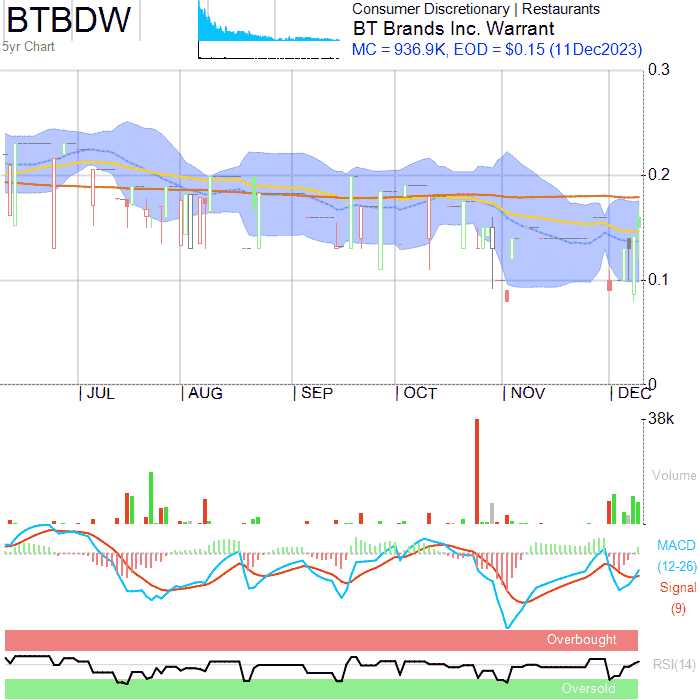 BTBDW
5yr Chart
Consumer Discretionary | Restaurants
BT Brands Inc. Warrant
MC = 936.9K, EOD = $0.15 (11Dec2023)
0.3
0.2
0.1
0
| JUL
| AUG
| SEP
| OCT
| NOV
| DEC
38k
Volume
MACD
(12-26)
Signal
(9)
Overbought
RSI(14)
Oversold